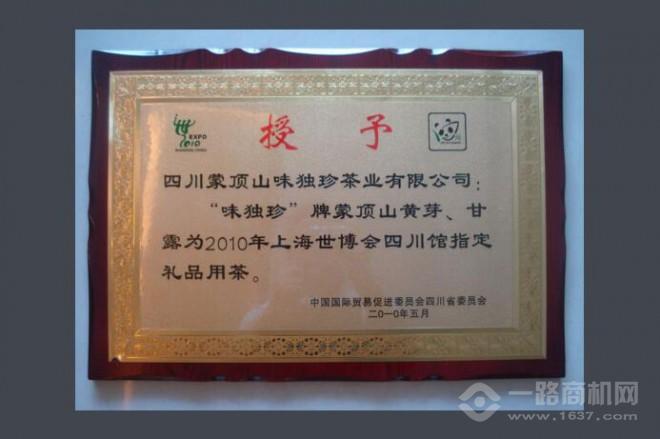 EXPO
2010
授予
四川蒙顶山味独珍茶业有限公司：
“味独珍”牌蒙顶山黄芽、甘
露为2010年上海世博会四川馆指定
礼品用茶。
中国国际贸易促进委员会四川省委员会
二〇一〇年五月
一路商机网
www.1637.com